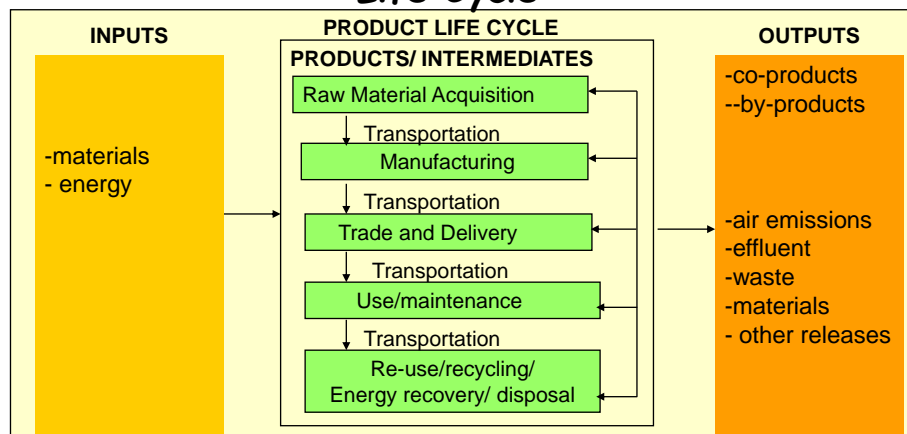 Life Cycle
INPUTS
-materials
- energy
PRODUCT LIFE CYCLE
PRODUCTS/ INTERMEDIATES
Raw Material Acquisition
Transportation
Manufacturing
Transportation
Trade and Delivery
Transportation
Use/maintenance
Transportation
Re-use/recycling/
Energy recovery/ disposal
OUTPUTS
-co-products
--by-products
-air emissions
-effluent
-waste
-materials
- other releases